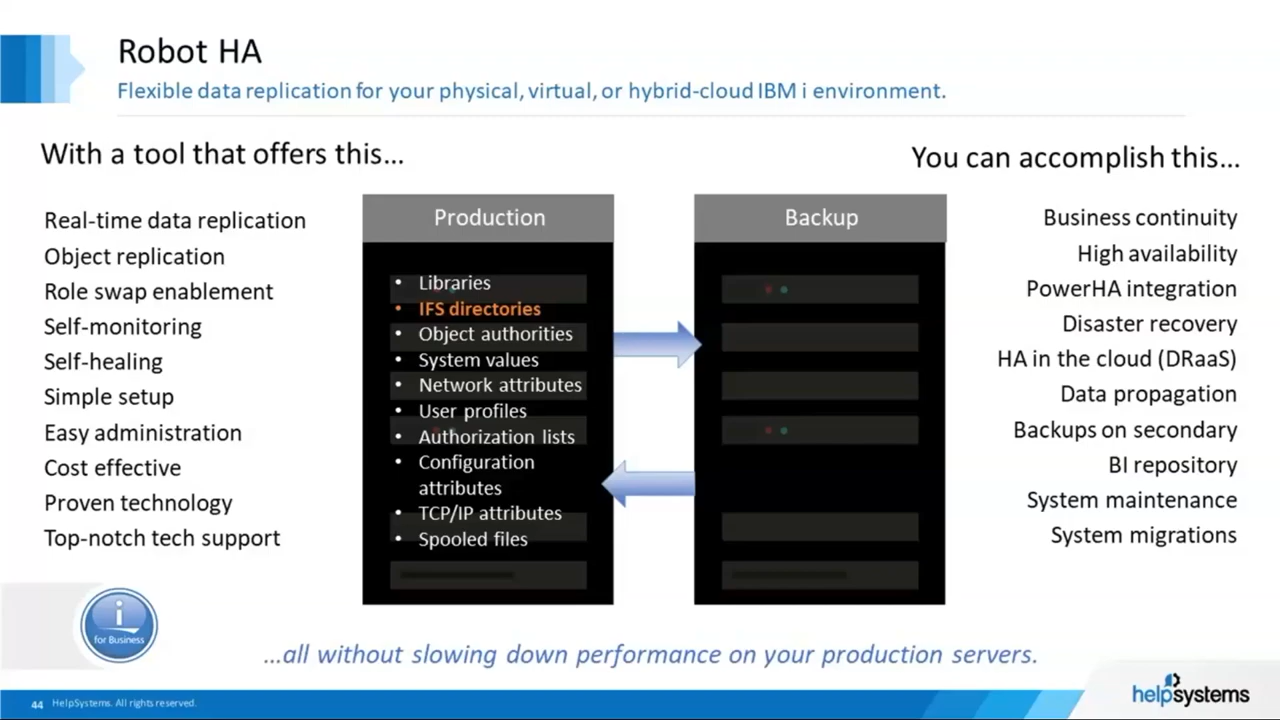 Robot HA
Flexible data replication for your physical, virtual, or hybrid-cloud IBM i environment.
With a tool that offers this...
Real-time data replication
Object replication
Role swap enablement
Self-monitoring
Self-healing
Simple setup
Easy administration
Cost effective
Proven technology
Top-notch tech support
Production
• Libraries
• IFS directories
• Object authorities
• System values
• Network attributes
• User profiles
• Authorization lists
• Configuration
attributes
• TCP/IP attributes
• Spooled files
Backup
You can accomplish this...
Business continuity
High availability
PowerHA integration
Disaster recovery
HA in the cloud (DRaaS)
Data propagation
Backups on secondary
BI repository
System maintenance
System migrations
i
for Business
...all without slowing down performance on your production servers.
44 HelpSystems. All rights reserved.
helpsystems